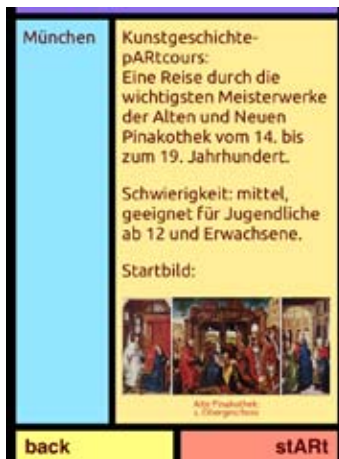 München
Kunstgeschichte-
pARtcours:
Eine Reise durch die
wichtigsten Meisterwerke
der Alten und Neuen
Pinakothek vom 14. bis
zum 19. Jahrhundert.
Schwierigkeit: mittel,
geeignet für Jugendliche
ab 12 und Erwachsene.
Startbild:
Alte Pinakothek,
1. Obergeschoss
back
stARt